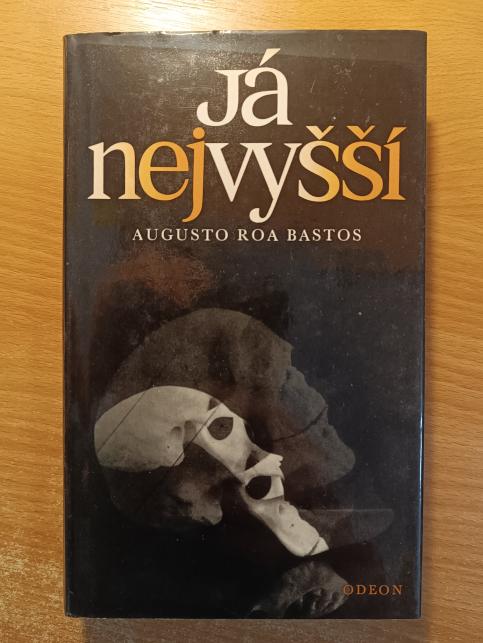 Já
nejvyšší
AUGUSTO ROA BASTOS
ODEON